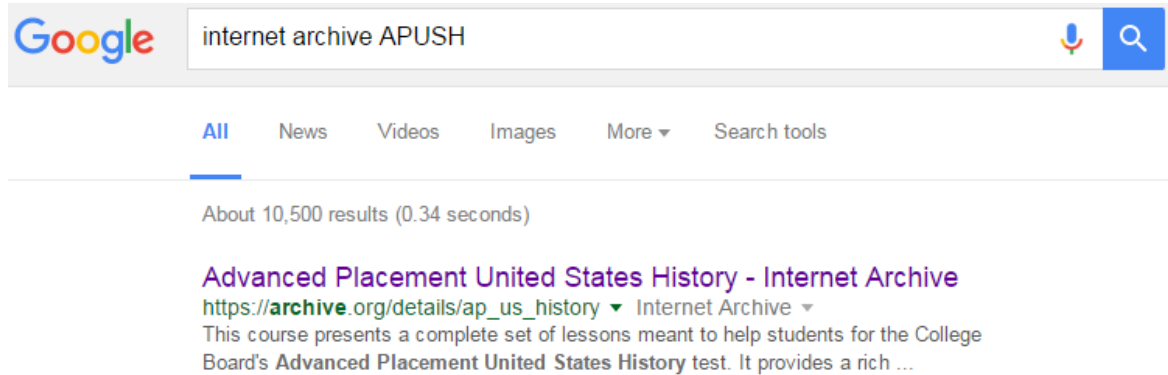 Google internet archive APUSH
All News Videos Images More Search tools
About 10,500 results (0.34 seconds)
Advanced Placement United States History - Internet Archive
https://archive.org/details/ap_us_history Internet Archive
This course presents a complete set of lessons meant to help students for the College
Board's Advanced Placement United States History test. It provides a rich ...